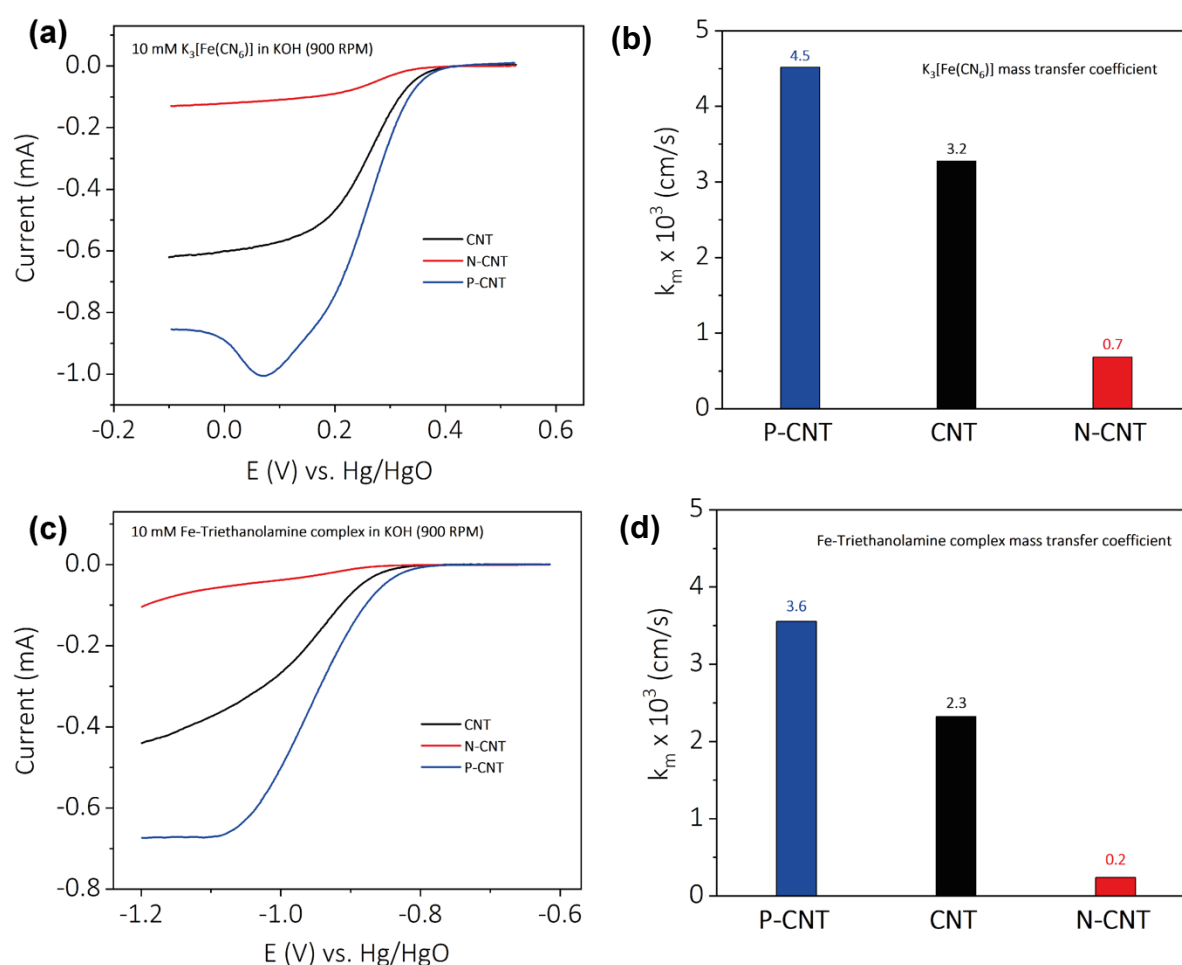 (a)
10 mM K3[Fe(CN6)] in KOH (900 RPM)
0.0
-0.2
-0.4
-0.6
-0.8
-1.0
Current (mA)
CNT
N-CNT
P-CNT
-0.2
0.0
0.2
0.4
0.6
E (V) vs. Hg/HgO
(b)
K3[Fe(CN6)] mass transfer coefficient
5
4
3
2
1
0
km x 10^3 (cm/s)
4.5
3.2
0.7
P-CNT
CNT
N-CNT
(c)
10 mM Fe-Triethanolamine complex in KOH (900 RPM)
0.0
-0.2
-0.4
-0.6
-0.8
Current (mA)
CNT
N-CNT
P-CNT
-1.2
-1.0
-0.8
-0.6
E (V) vs. Hg/HgO
(d)
Fe-Triethanolamine complex mass transfer coefficient
5
4
3
2
1
0
km x 10^3 (cm/s)
3.6
2.3
0.2
P-CNT
CNT
N-CNT